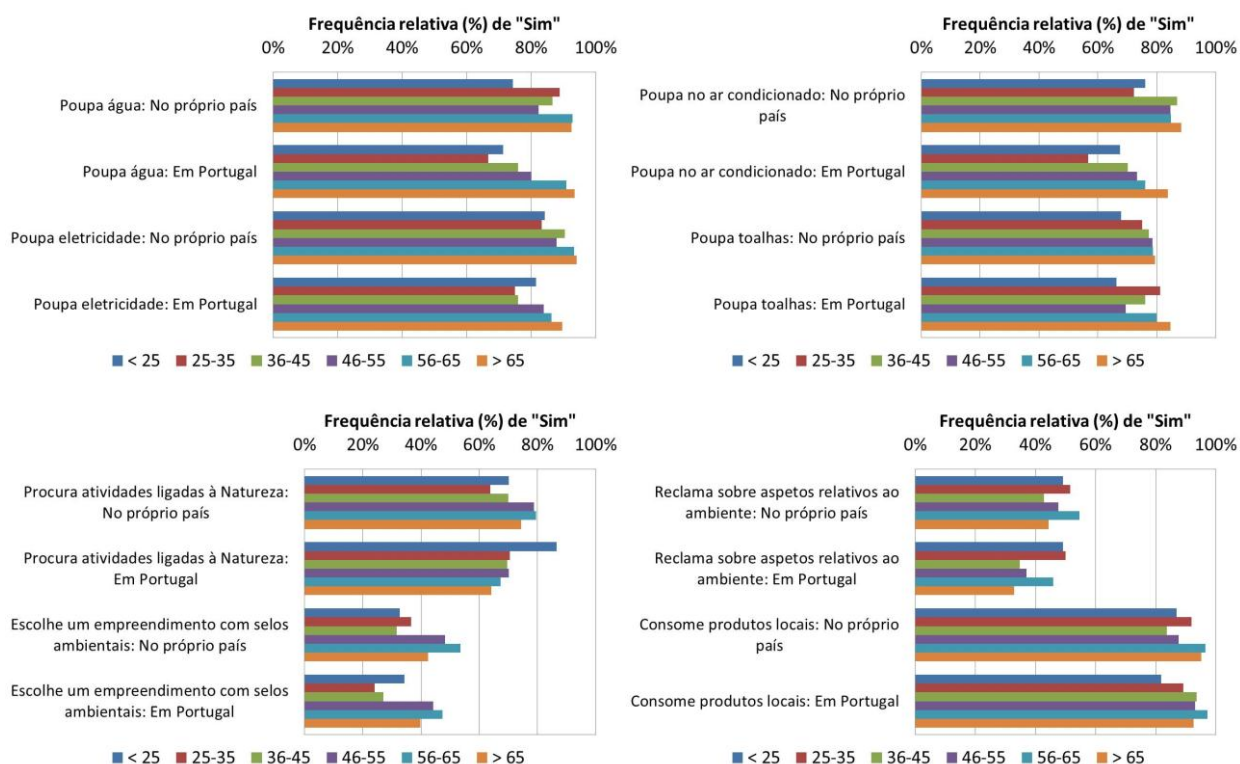 Frequência relativa (%) de "Sim"
0% 20% 40% 60% 80% 100%
Poupa água: No próprio país
Poupa água: Em Portugal
Poupa eletricidade: No próprio país
Poupa eletricidade: Em Portugal
< 25 25-35 36-45 46-55 56-65 > 65
Frequência relativa (%) de "Sim"
0% 20% 40% 60% 80% 100%
Poupa no ar condicionado: No próprio
país
Poupa no ar condicionado: Em Portugal
Poupa toalhas: No próprio país
Poupa toalhas: Em Portugal
< 25 25-35 36-45 46-55 56-65 > 65
Frequência relativa (%) de "Sim"
0% 20% 40% 60% 80% 100%
Procura atividades ligadas à Natureza:
No próprio país
Procura atividades ligadas à Natureza:
Em Portugal
Escolhe um empreendimento com selos
ambientais: No próprio país
Escolhe um empreendimento com selos
ambientais: Em Portugal
< 25 25-35 36-45 46-55 56-65 > 65
Frequência relativa (%) de "Sim"
0% 20% 40% 60% 80% 100%
Reclama sobre aspetos relativos ao
ambiente: No próprio país
Reclama sobre aspetos relativos ao
ambiente: Em Portugal
Consome produtos locais: No próprio
país
Consome produtos locais: Em Portugal
< 25 25-35 36-45 46-55 56-65 > 65